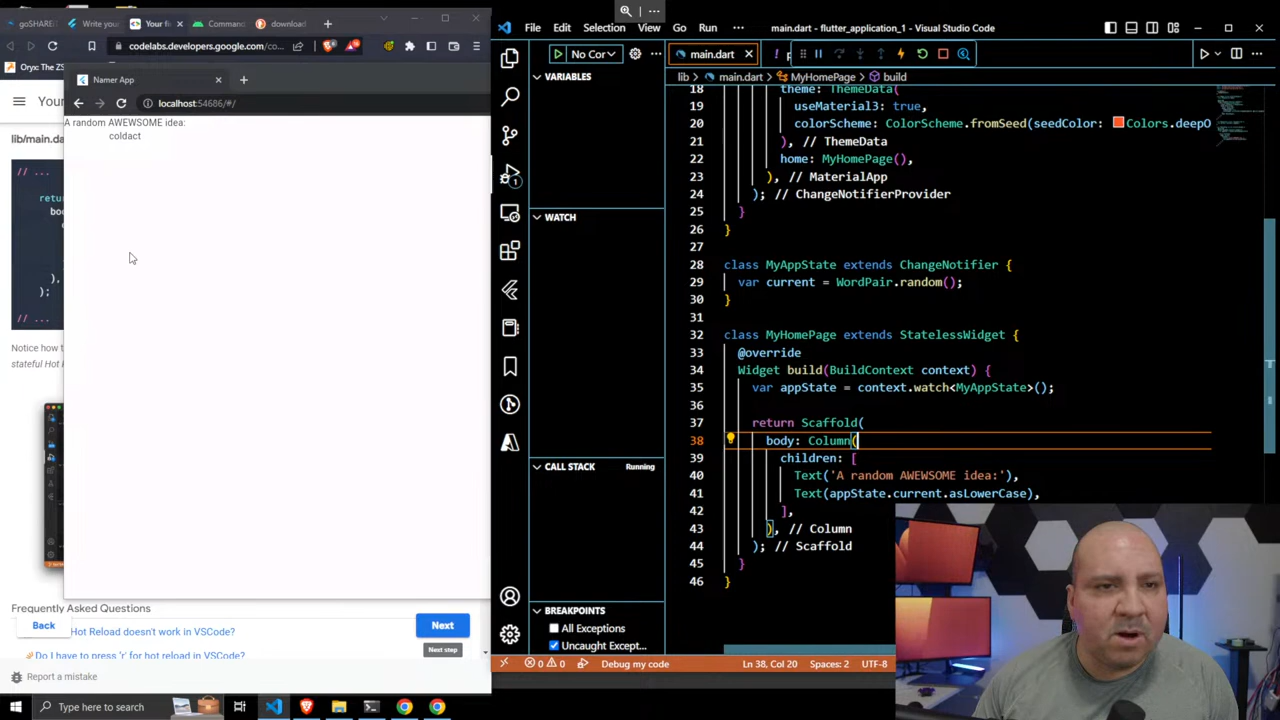 goSHARE
Write your
Your fi
Command
download
codelabs.developers.google.com/co...
Oryx: The ZS
Your
Namer App
localhost:54686/#/
A random AWEWSOME idea:
coldact
lib/main.da
// ...
retur
bo
c
),
);
// ...
Notice how t
stateful Hot
Frequently Asked Questions
Back
Hot Reload doesn't work in VSCode?
Next
Next step
Do I have to press 'r' for hot reload in VSCode?
Report a mistake
File Edit Selection View Go Run ...
main.dart - flutter_application_1 - Visual Studio Code
No Cor
main.dart
VARIABLES
WATCH
CALL STACK Running
BREAKPOINTS
All Exceptions
Uncaught Except...
lib > main.dart > MyHomePage > build
18 theme: ThemeData(
19 useMaterial3: true,
20 colorScheme: ColorScheme.fromSeed(seedColor: Colors.deepO
21 ), // ThemeData
22 home: MyHomePage(),
23 ), // MaterialApp
24 ); // ChangeNotifierProvider
25 }
26 }
27
28 class MyAppState extends ChangeNotifier {
29 var current = WordPair.random();
30 }
31
32 class MyHomePage extends StatelessWidget {
33 @override
34 Widget build(BuildContext context) {
35 var appState = context.watch<MyAppState>();
36
37 return Scaffold(
38 body: Column(
39 children: [
40 Text('A random AWEWSOME idea:'),
41 Text(appState.current.asLowerCase),
42 ],
43 ), // Column
44 ); // Scaffold
45 }
46 }
0 0 Debug my code Ln 38, Col 20 Spaces: 2 UTF-8
Type here to search